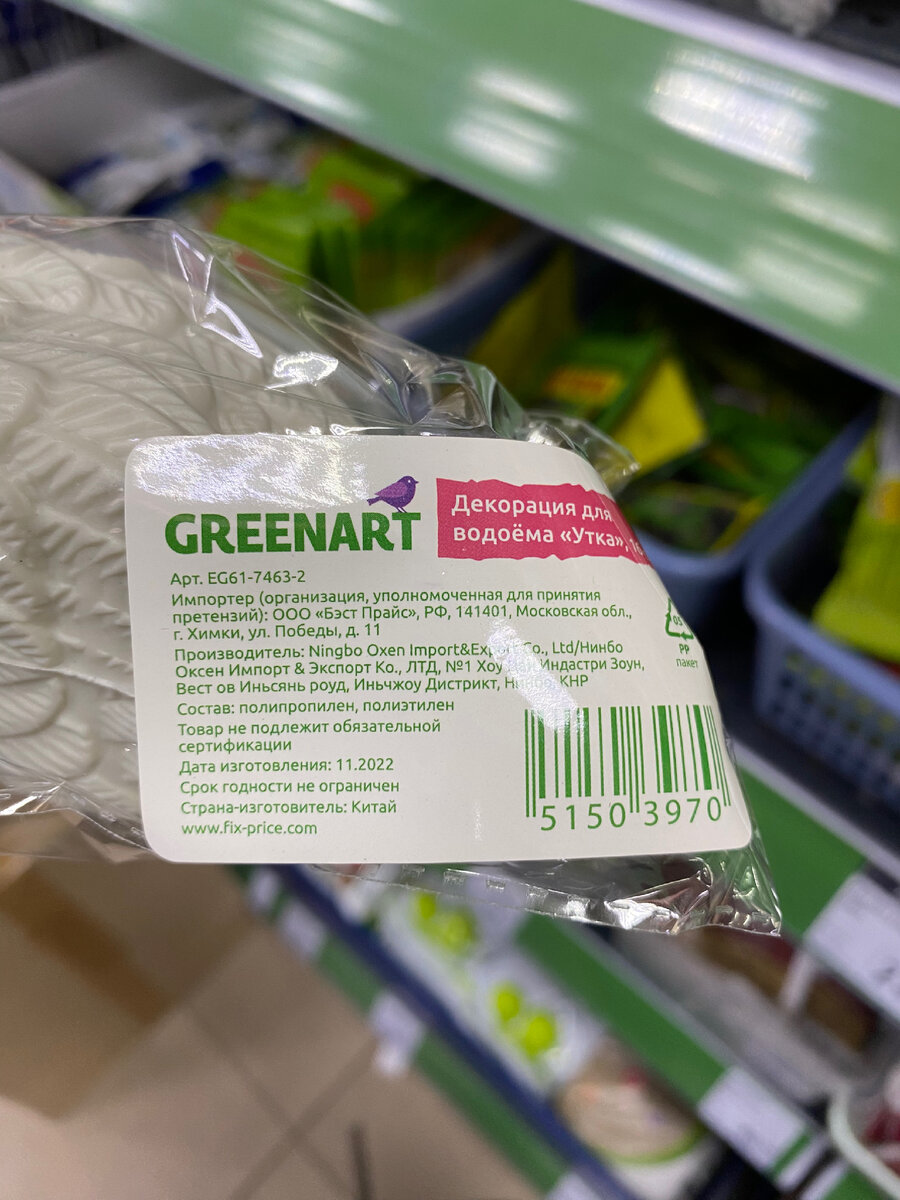 GREENART
Декорация для
водоёма «Утка»,
Арт. EG61-7463-2
Импортер (организация, уполномоченная для принятия
претензий): ООО «Бэст Прайс», РФ, 141401, Московская обл.,
г. Химки, ул. Победы, д. 11
Производитель: Ningbo Oxen Import&Export Co., Ltd/Нинбо
Оксен Импорт & Экспорт Ко., ЛТД, №1 Индастри Зоун,
Вест ов Иньсянь роуд, Иньчжоу Дистрикт, Нинбо, КНР
Состав: полипропилен, полиэтилен
Товар не подлежит обязательной
сертификации
Дата изготовления: 11.2022
Срок годности не ограничен
Страна-изготовитель: Китай
www.fix-price.com
05
PP
пакет
5150 3970